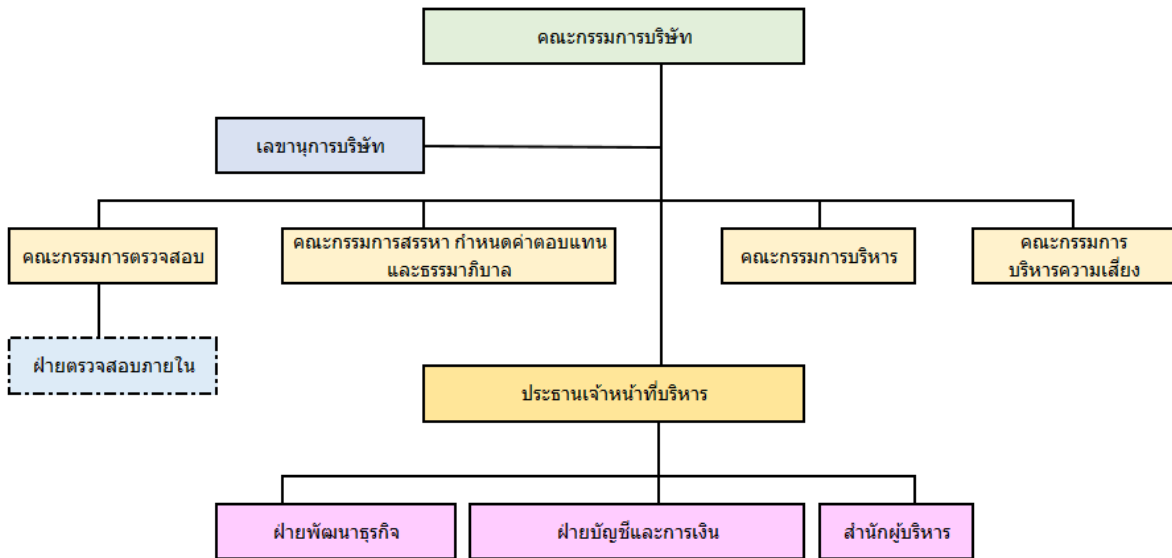 คณะกรรมการบริษัท
เลขานุการบริษัท
คณะกรรมการตรวจสอบ
คณะกรรมการสรรหา กำหนดค่าตอบแทน
และธรรมาภิบาล
คณะกรรมการบริหาร
คณะกรรมการ
บริหารความเสี่ยง
ฝ่ายตรวจสอบภายใน
ประธานเจ้าหน้าที่บริหาร
ฝ่ายพัฒนาธุรกิจ
ฝ่ายบัญชีและการเงิน
สำนักผู้บริหาร